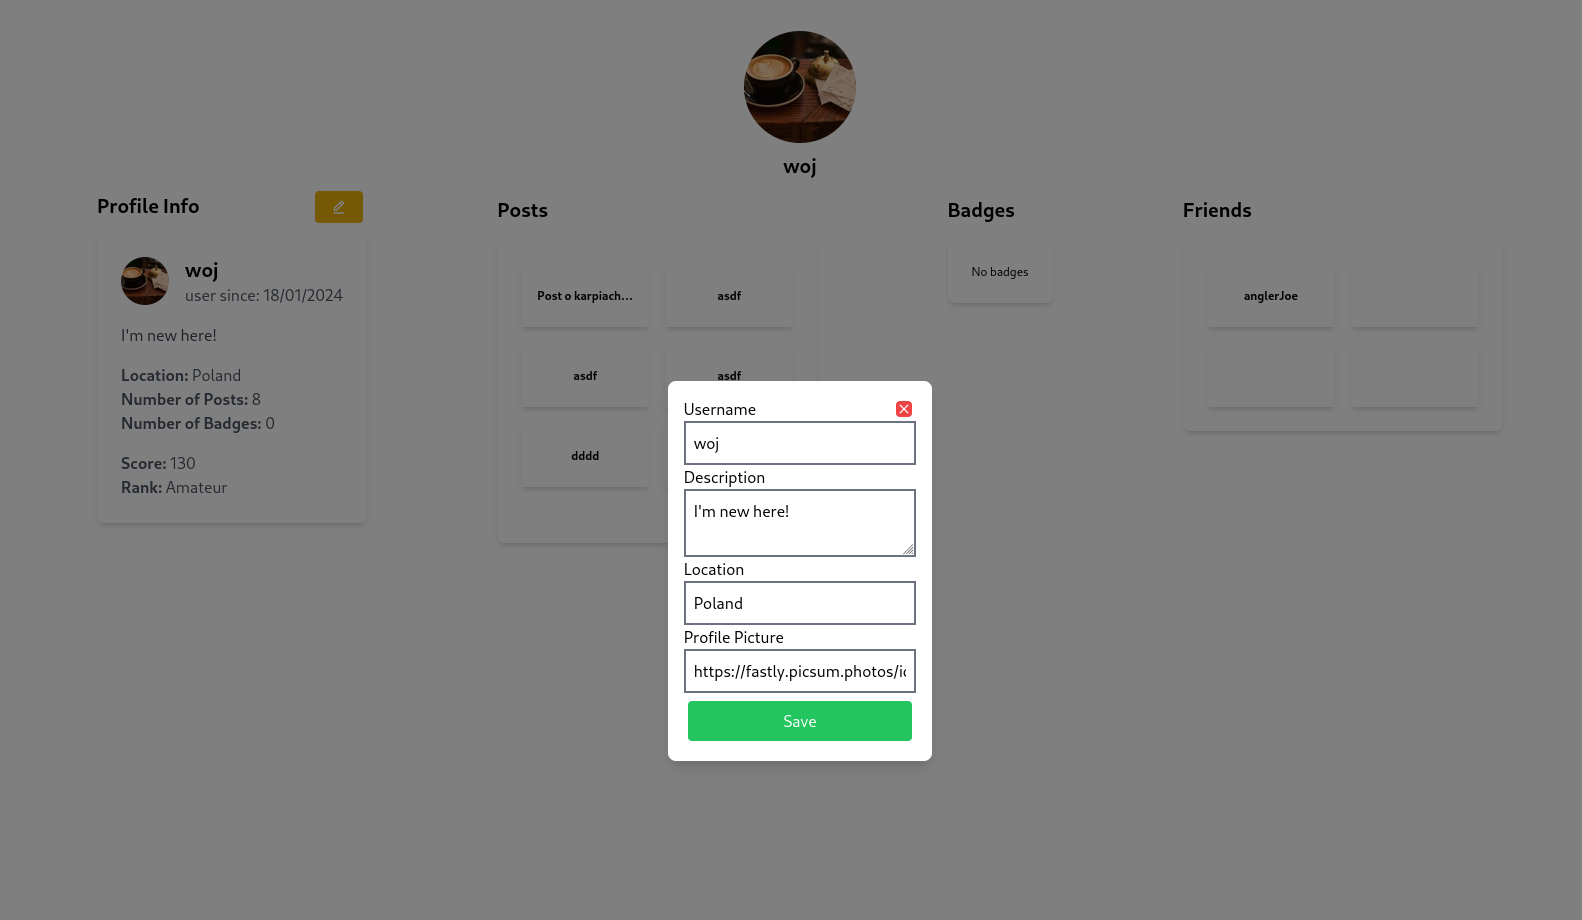 woj
Profile Info
woj
user since: 18/01/2024
I'm new here!
Location: Poland
Number of Posts: 8
Number of Badges: 0
Score: 130
Rank: Amateur
Posts
Post o karpiach...
asdf
asdf
asdf
dddd
Badges
No badges
Friends
anglerJoe
Username
woj
Description
I'm new here!
Location
Poland
Profile Picture
https://fastly.picsum.photos/ic
Save